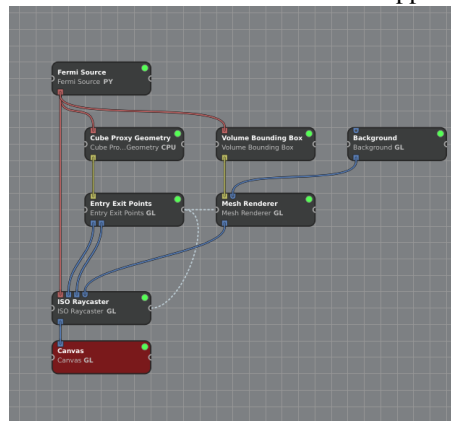 Fermi Source
Fermi Source PY
Cube Proxy Geometry
Cube Pro...Geometry CPU
Volume Bounding Box
Volume Bounding Box
Background
Background GL
Entry Exit Points
Entry Exit Points GL
Mesh Renderer
Mesh Renderer GL
ISO Raycaster
ISO Raycaster GL
Canvas
Canvas GL